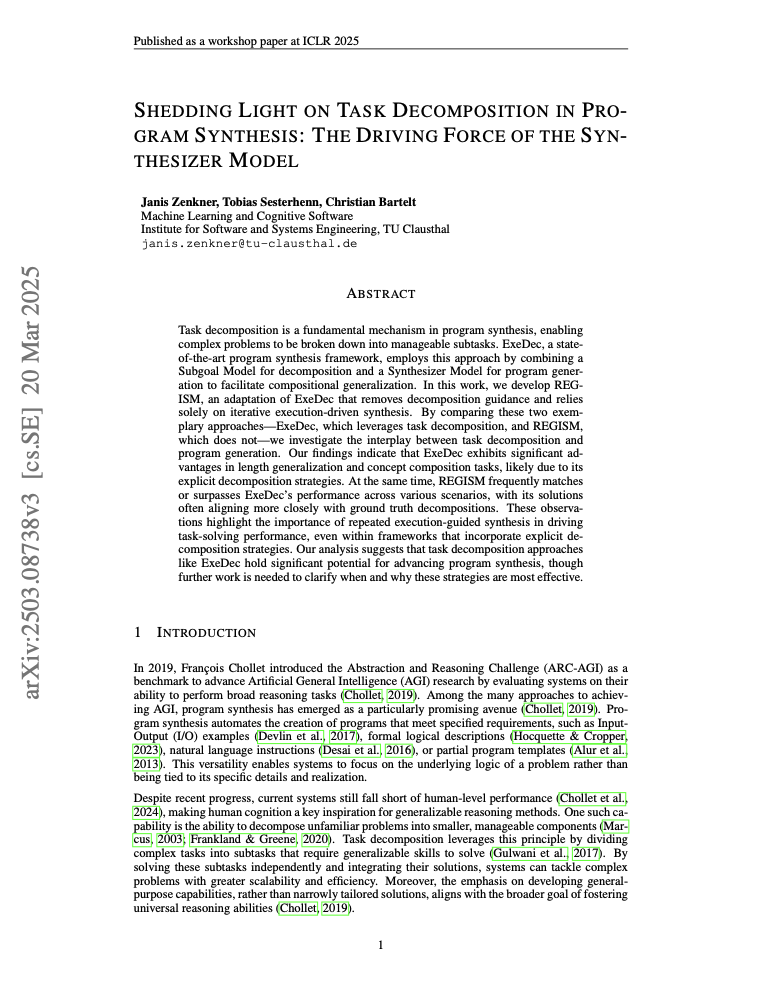 Published as a workshop paper at ICLR 2025
SHEDDING LIGHT ON TASK DECOMPOSITION IN PRO-
GRAM SYNTHESIS: THE DRIVING FORCE OF THE SYN-
THESIZER MODEL
Janis Zenkner, Tobias Sesterhenn, Christian Bartelt
Machine Learning and Cognitive Software
Institute for Software and Systems Engineering, TU Clausthal
janis.zenkner@tu-clausthal.de
ABSTRACT
Task decomposition is a fundamental mechanism in program synthesis, enabling
complex problems to be broken down into manageable subtasks. ExeDec, a state-
of-the-art program synthesis framework, employs this approach by combining a
Subgoal Model for decomposition and a Synthesizer Model for program gener-
ation to facilitate compositional generalization. In this work, we develop REG-
ISM, an adaptation of ExeDec that removes decomposition guidance and relies
solely on iterative execution-driven synthesis. By comparing these two exem-
plary approaches—ExeDec, which leverages task decomposition, and REGISM,
which does not—we investigate the interplay between task decomposition and
program generation. Our findings indicate that ExeDec exhibits significant ad-
vantages in length generalization and concept composition tasks, likely due to its
explicit decomposition strategies. At the same time, REGISM frequently matches
or surpasses ExeDec's performance across various scenarios, with its solutions
often aligning more closely with ground truth decompositions. These observa-
tions highlight the importance of repeated execution-guided synthesis in driving
task-solving performance, even within frameworks that incorporate explicit de-
composition strategies. Our analysis suggests that task decomposition approaches
like ExeDec hold significant potential for advancing program synthesis, though
further work is needed to clarify when and why these strategies are most effective.
1 INTRODUCTION
In 2019, François Chollet introduced the Abstraction and Reasoning Challenge (ARC-AGI) as a
benchmark to advance Artificial General Intelligence (AGI) research by evaluating systems on their
ability to perform broad reasoning tasks (Chollet, 2019). Among the many approaches to achiev-
ing AGI, program synthesis has emerged as a particularly promising avenue (Chollet, 2019). Pro-
gram synthesis automates the creation of programs that meet specified requirements, such as Input-
Output (I/O) examples (Devlin et al., 2017), formal logical descriptions (Hocquette & Cropper,
2023), natural language instructions (Desai et al., 2016), or partial program templates (Alur et al.,
2013). This versatility enables systems to focus on the underlying logic of a problem rather than
being tied to its specific details and realization.
Despite recent progress, current systems still fall short of human-level performance (Chollet et al.,
2024), making human cognition a key inspiration for generalizable reasoning methods. One such ca-
pability is the ability to decompose unfamiliar problems into smaller, manageable components (Mar-
cus, 2003; Frankland & Greene, 2020). Task decomposition leverages this principle by dividing
complex tasks into subtasks that require generalizable skills to solve (Gulwani et al., 2017). By
solving these subtasks independently and integrating their solutions, systems can tackle complex
problems with greater scalability and efficiency. Moreover, the emphasis on developing general-
purpose capabilities, rather than narrowly tailored solutions, aligns with the broader goal of fostering
universal reasoning abilities (Chollet, 2019).
1
arXiv:2503.08738v3 [cs.SE] 20 Mar 2025